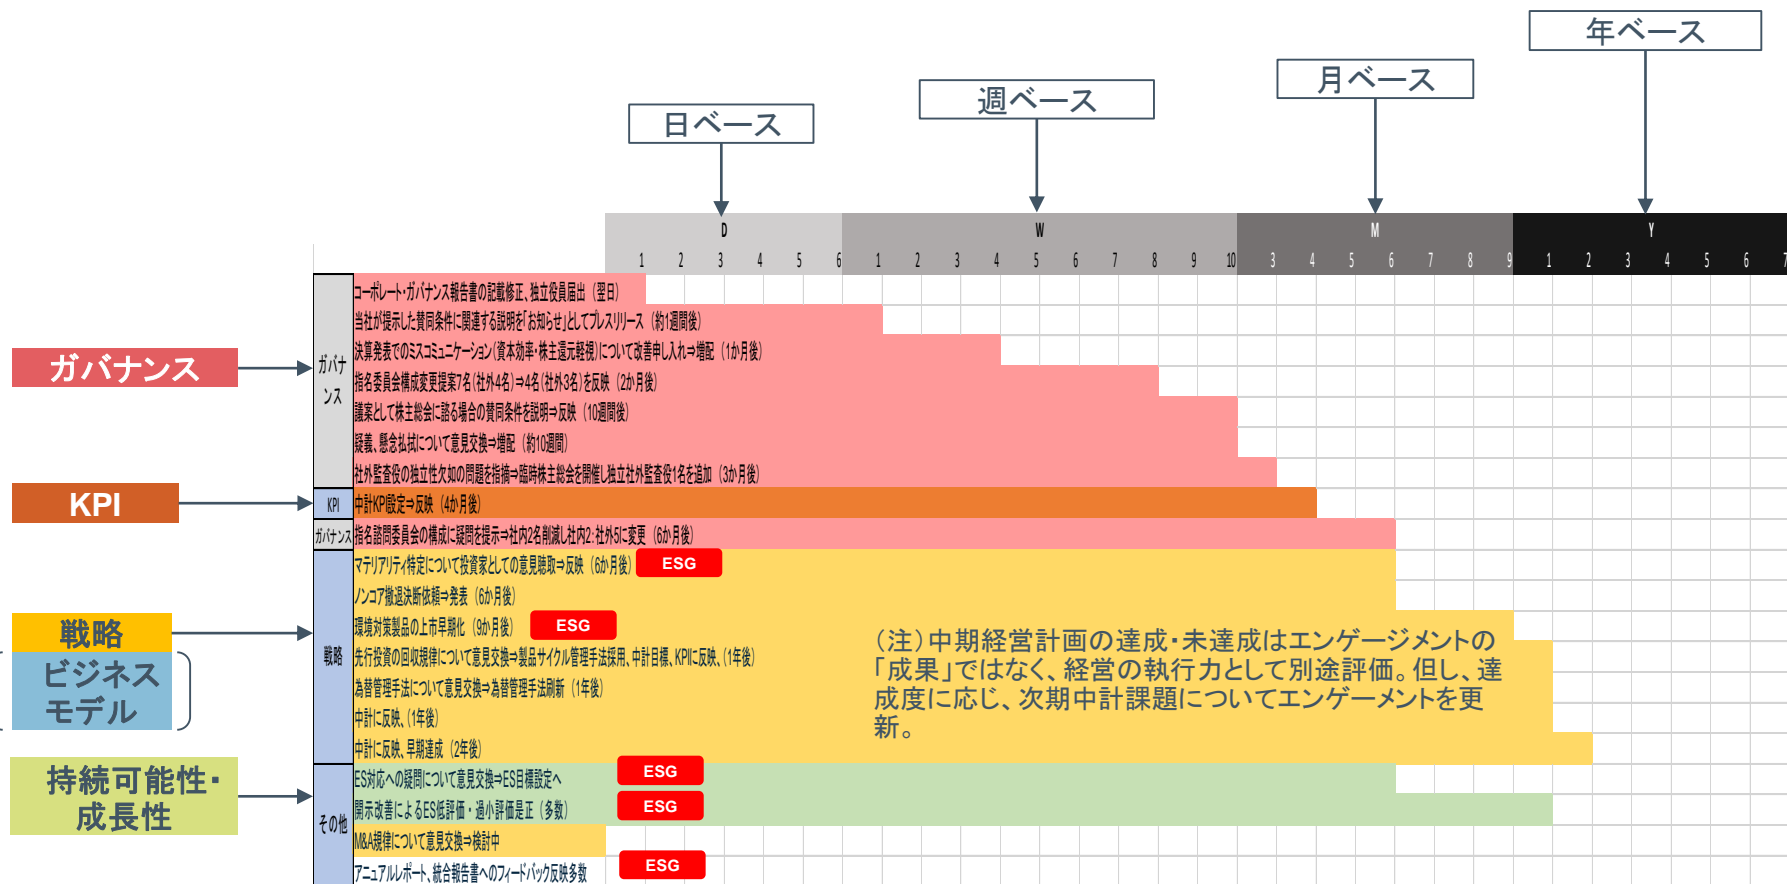 年ベース
月ベース
週ベース
日ベース
D W M Y
1 2 3 4 5 6 1 2 3 4 5 6 7 8 9 10 3 4 5 6 7 8 9 1 2 3 4 5 6 7
ガバナンス
KPI
戦略
ビジネス
モデル
持続可能性・
成長性
ガバナ
ンス
コーポレート・ガバナンス報告書の記載修正、独立役員届出（翌日）
当社が提示した賛同条件に関連する説明を「お知らせ」としてプレスリリース（約1週間後）
決算発表でのミスコミュニケーション（資本効率・株主還元軽視）について改善申し入れ⇒増配（1か月後）
指名委員会構成変更提案7名（社外4名）⇒4名（社外3名）を反映（2か月後）
議案として株主総会に諮る場合の賛同条件を説明⇒反映（10週間後）
疑義、懸念払拭について意見交換⇒増配（約10週間）
社外監査役の独立性欠如の問題を指摘⇒臨時株主総会を開催し独立社外監査役1名を追加（3か月後）
KPI
中計KPI設定⇒反映（4か月後）
ガバナンス
指名諮問委員会の構成に疑問を提示⇒社内2名削減し社内2：社外5に変更（6か月後）
戦略
マテリアリティ特定について投資家としての意見聴取⇒反映（6か月後） ESG
ノンコア撤退決断依頼⇒発表（6か月後）
環境対策製品の上市早期化（9か月後） ESG
先行投資の回収規律について意見交換⇒製品サイクル管理手法採用、中計目標、KPIに反映、（1年後）
為替管理手法について意見交換⇒為替管理手法刷新（1年後）
中計に反映、（1年後）
中計に反映、早期達成（2年後）
（注）中期経営計画の達成・未達成はエンゲージメントの
「成果」ではなく、経営の執行力として別途評価。但し、達
成度に応じ、次期中計課題についてエンゲーメントを更
新。
その他
ES対応への疑問について意見交換⇒ES目標設定へ ESG
開示改善によるES低評価・過小評価是正（多数） ESG
M&A規律について意見交換⇒検討中
アニュアルレポート、統合報告書へのフィードバック反映多数 ESG